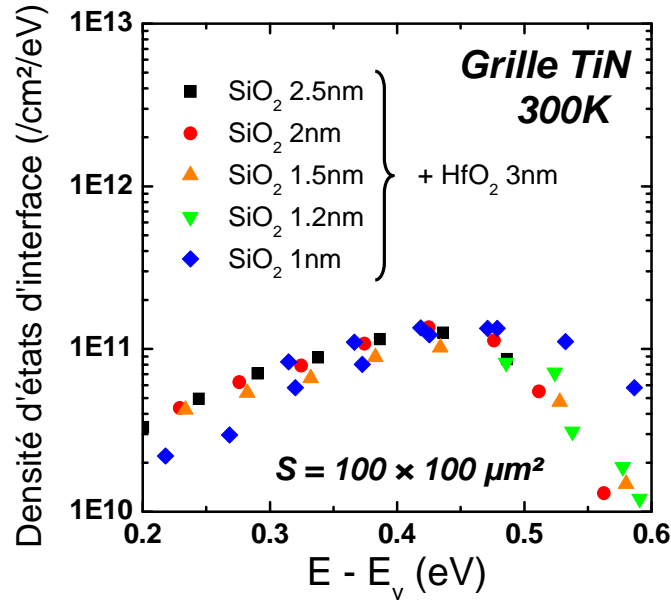 1E13
1E12
1E11
1E10
Densité d'états d'interface (/cm²/eV)
Grille TiN
300K
SiO₂ 2.5nm
SiO₂ 2nm
SiO₂ 1.5nm
SiO₂ 1.2nm
SiO₂ 1nm
+ HfO₂ 3nm
S = 100 × 100 µm²
0.2 0.3 0.4 0.5 0.6
E - Eᵥ (eV)